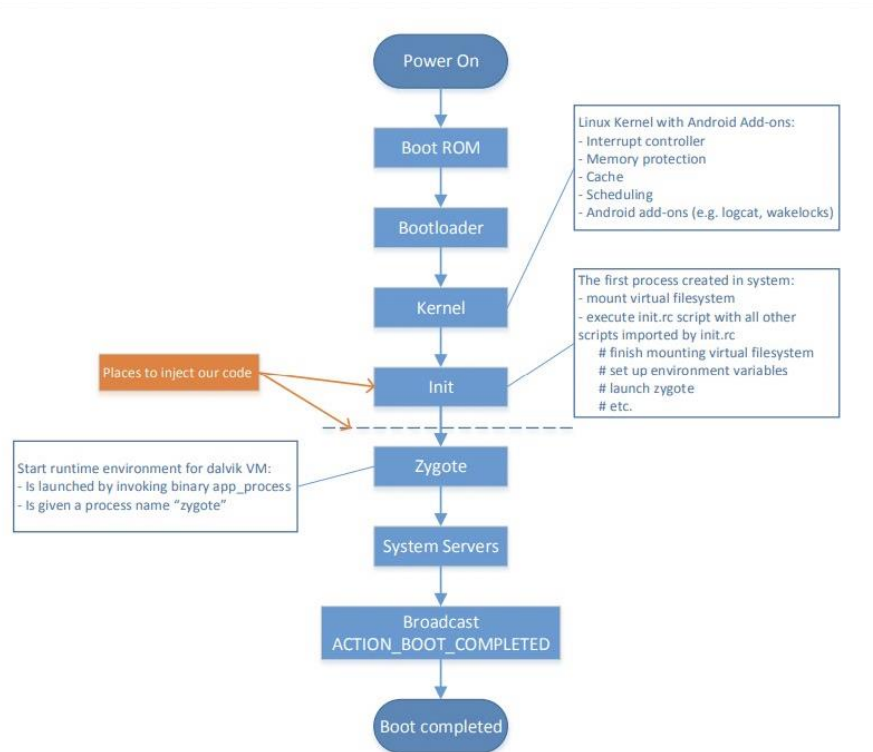 Power On
Boot ROM
Bootloader
Kernel
Linux Kernel with Android Add-ons:
- Interrupt controller
- Memory protection
- Cache
- Scheduling
- Android add-ons (e.g. logcat, wakelocks)
The first process created in system:
- mount virtual filesystem
- execute init.rc script with all other
scripts imported by init.rc
# finish mounting virtual filesystem
# set up environment variables
# launch zygote
# etc.
Places to inject our code
Init
Start runtime environment for dalvik VM:
- Is launched by invoking binary app_process
- Is given a process name “zygote”
Zygote
System Servers
Broadcast
ACTION_BOOT_COMPLETED
Boot completed